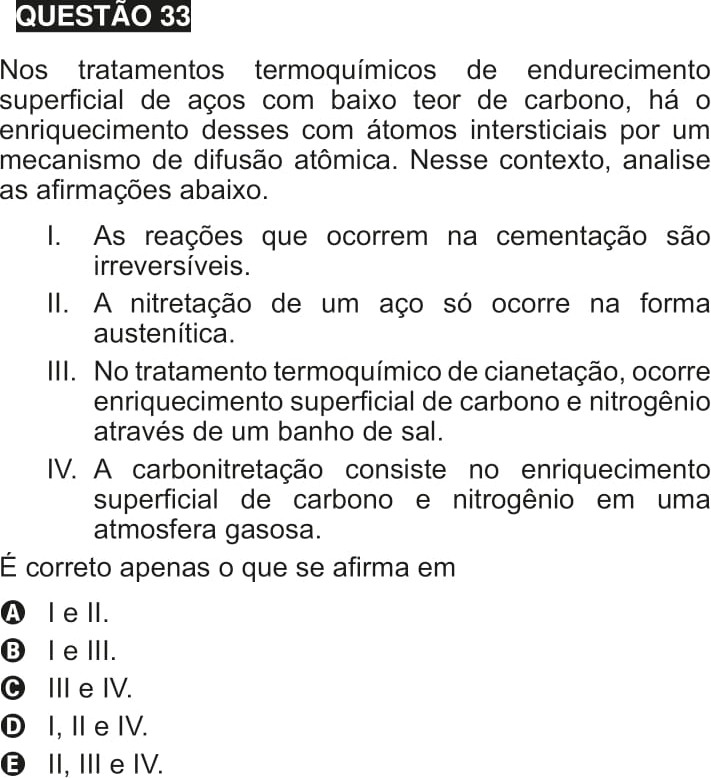 QUESTÃO 33
Nos tratamentos termoquímicos de endurecimento
superficial de aços com baixo teor de carbono, há o
enriquecimento desses com átomos intersticiais por um
mecanismo de difusão atômica. Nesse contexto, analise
as afirmações abaixo.
I. As reações que ocorrem na cementação são
irreversíveis.
II. A nitretação de um aço só ocorre na forma
austenítica.
III. No tratamento termoquímico de cianetação, ocorre
enriquecimento superficial de carbono e nitrogênio
através de um banho de sal.
IV. A carbonitretação consiste no enriquecimento
superficial de carbono e nitrogênio em uma
atmosfera gasosa.
É correto apenas o que se afirma em
A I e II.
B I e III.
C III e IV.
D I, II e IV.
E II, III e IV.